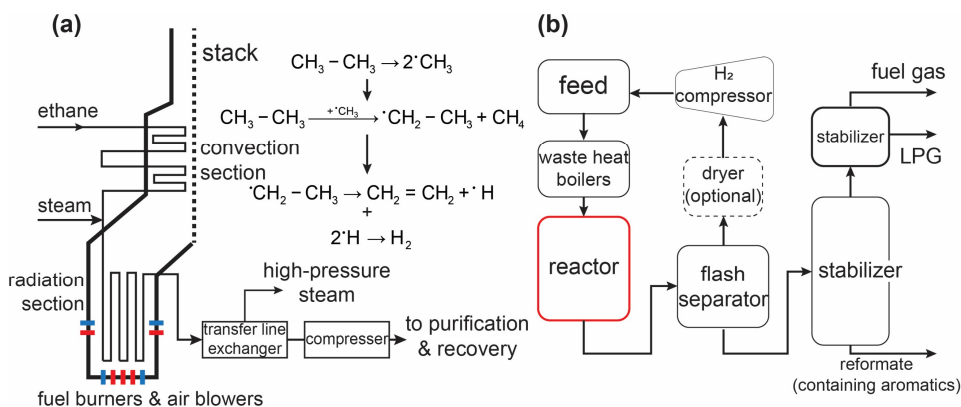 (a)
stack
CH₃ − CH₃ → 2•CH₃
ethane
CH₃ − CH₃ + •CH₃ → •CH₂ − CH₃ + CH₄
convection
section
•CH₂ − CH₃ → CH₂ = CH₂ + • H
+
2•H → H₂
steam
radiation
section
high-pressure
steam
transfer line
exchanger
compresser
to purification
& recovery
fuel burners & air blowers
(b)
feed
H₂
compressor
waste heat
boilers
dryer
(optional)
reactor
flash
separator
fuel gas
stabilizer
LPG
stabilizer
reformate
(containing aromatics)